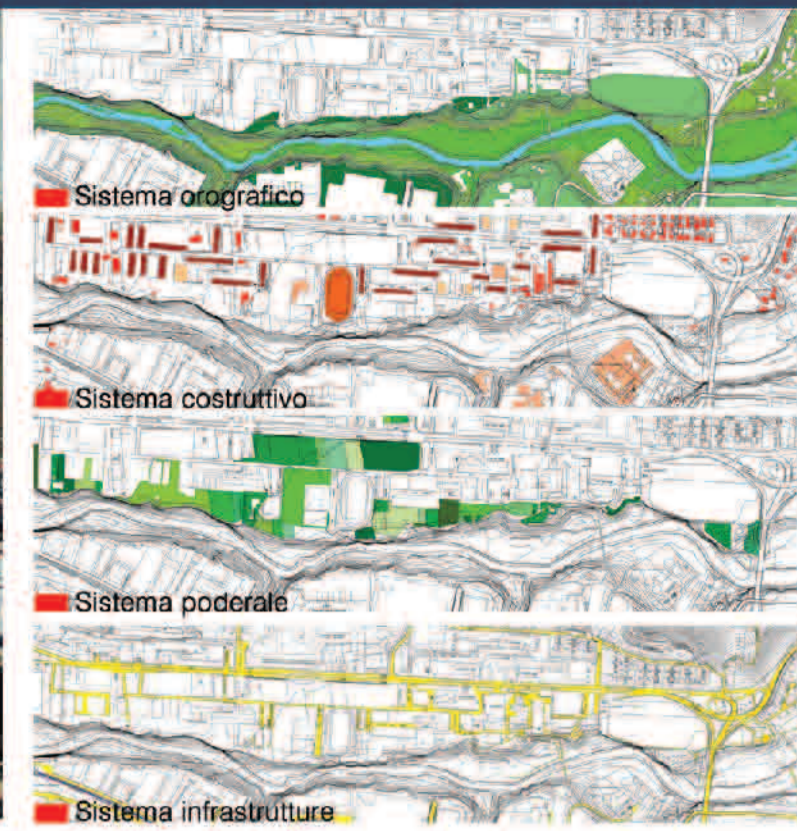 Sistema orografico
Sistema costruttivo
Sistema poderale
Sistema infrastrutture